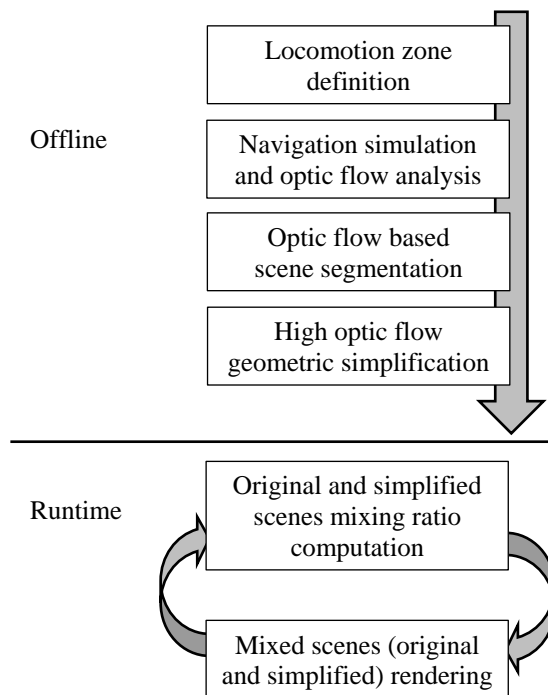 Locomotion zone
definition
Offline
Navigation simulation
and optic flow analysis
Optic flow based
scene segmentation
High optic flow
geometric simplification
Runtime
Original and simplified
scenes mixing ratio
computation
Mixed scenes (original
and simplified) rendering